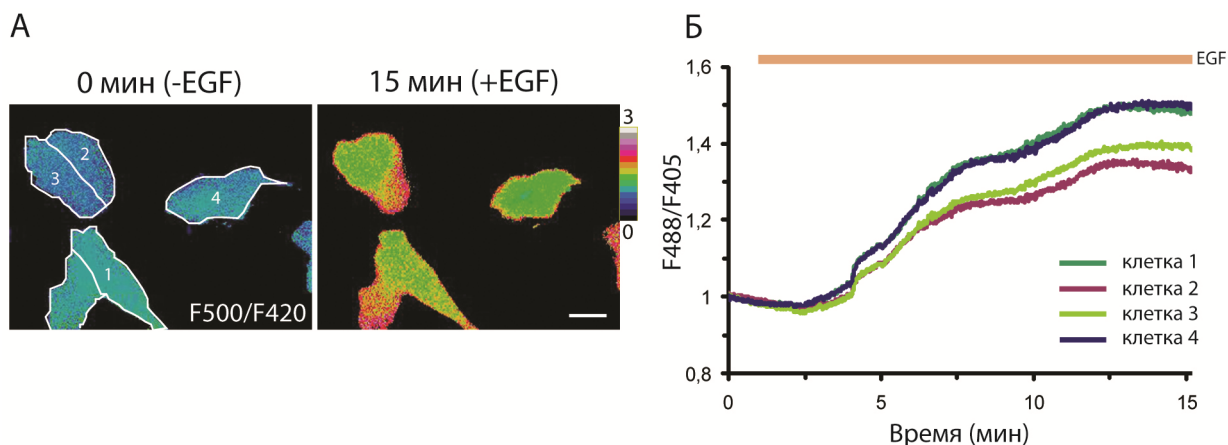 А
0 мин (-EGF)
15 мин (+EGF)
2
3
4
1
F500/F420
3
0
Б
EGF
1,6
1,4
1,2
1
0,8
F488/F405
клетка 1
клетка 2
клетка 3
клетка 4
0
5
10
15
Время (мин)